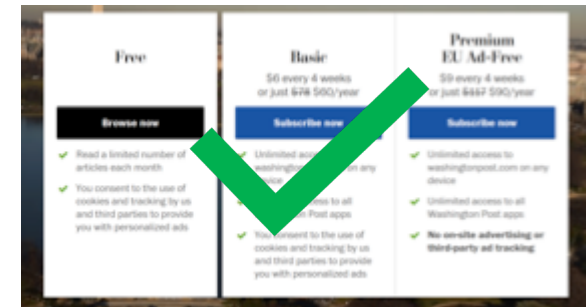 Free
Browse now
Read a limited number of
articles each month
You consent to the use of
cookies and tracking by us
and third parties to provide
you with personalized ads
Basic
$6 every 4 weeks
or just $78 $60/year
Subscribe now
Unlimited
washingtonpost.com on any
device
access to all
Post apps
You consent to the use of
cookies and tracking by us
and third parties to provide
you with personalized ads
Premium
EU Ad-Free
$9 every 4 weeks
or just $117 $90/year
Subscribe now
Unlimited access to
washingtonpost.com on any
device
Unlimited access to all
Washington Post apps
No on-site advertising or
third-party ad tracking